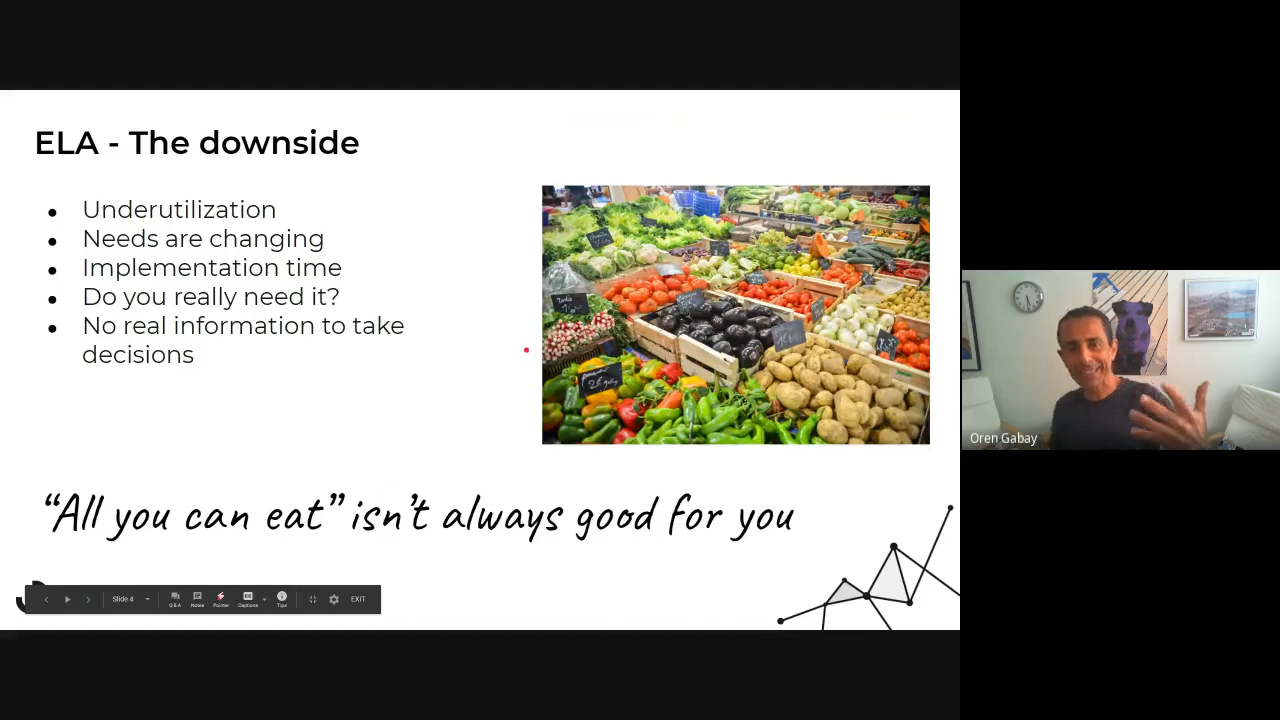 ELA - The downside
● Underutilization
● Needs are changing
● Implementation time
● Do you really need it?
● No real information to take
decisions
“All you can eat” isn’t always good for you
Slide 4
Q&A
Notes
Pointer
Captions
Tips
EXIT
Oren Gabay